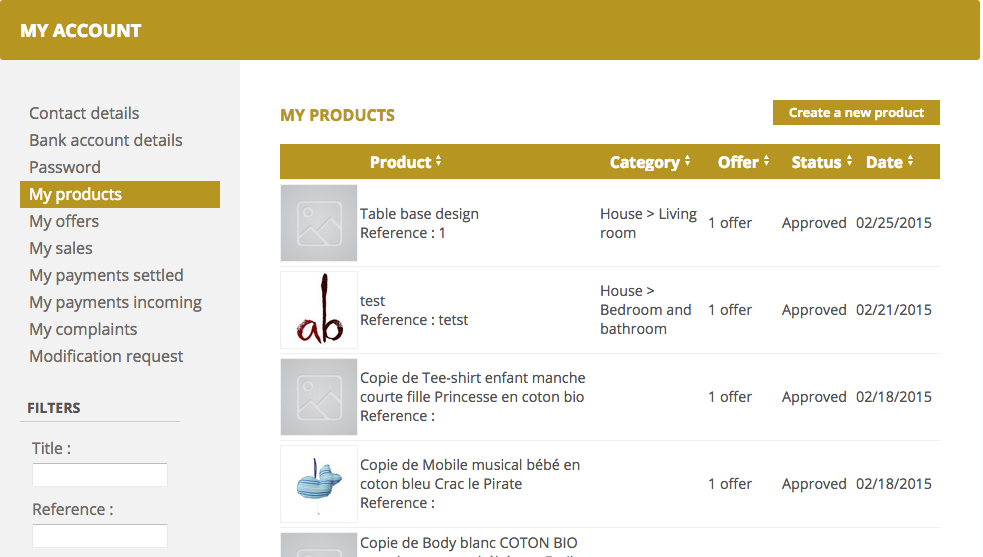 MY ACCOUNT
Contact details
Bank account details
Password
My products
My offers
My sales
My payments settled
My payments incoming
My complaints
Modification request
FILTERS
Title :
Reference :
MY PRODUCTS
Create a new product
Product Category Offer Status Date
Table base design
Reference : 1
House > Living
room
1 offer Approved 02/25/2015
ab
test
Reference : tetst
House >
Bedroom and
bathroom
1 offer Approved 02/21/2015
Copie de Tee-shirt enfant manche
courte fille Princesse en coton bio
Reference :
1 offer Approved 02/18/2015
Copie de Mobile musical bébé en
coton bleu Crac le Pirate
Reference :
1 offer Approved 02/18/2015
Copie de Body blanc COTON BIO